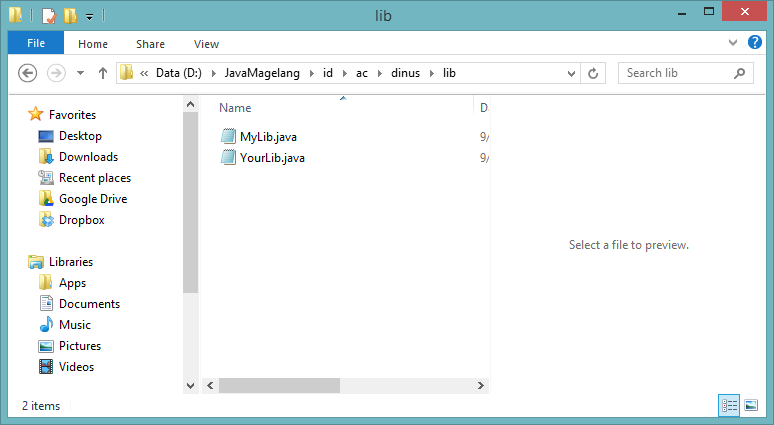 lib
File Home Share View
« Data (D:) JavaMagelang id ac dinus lib Search lib
Favorites
Desktop
Downloads
Recent places
Google Drive
Dropbox
Libraries
Apps
Documents
Music
Pictures
Videos
Name D
MyLib.java 9/
YourLib.java 9/
Select a file to preview.
2 items